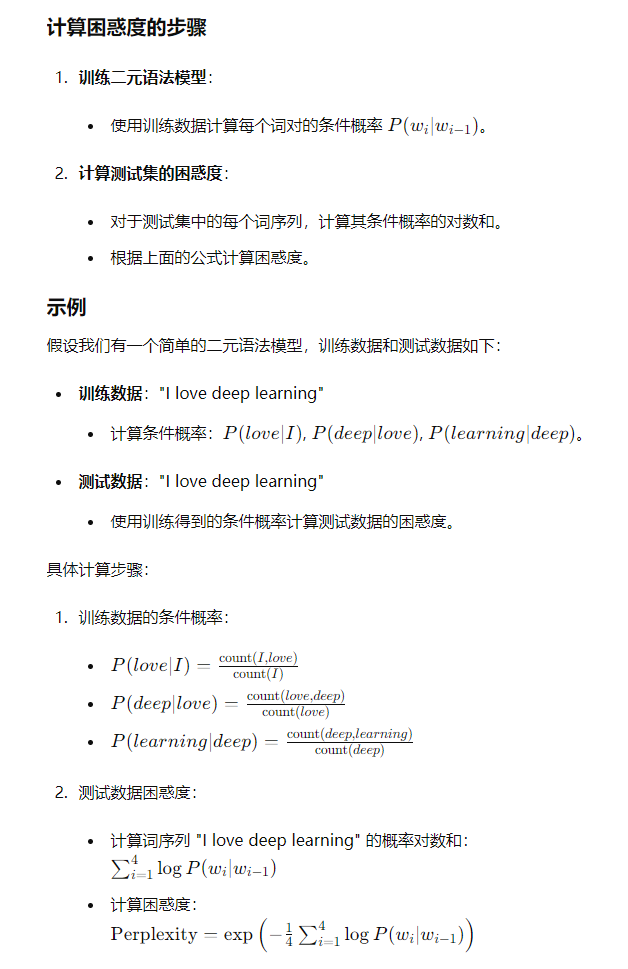 计算困惑度的步骤
1. 训练二元语法模型：
• 使用训练数据计算每个词对的条件概率 P(w_i|w_{i−1})。
2. 计算测试集的困惑度：
• 对于测试集中的每个词序列，计算其条件概率的对数和。
• 根据上面的公式计算困惑度。
示例
假设我们有一个简单的二元语法模型，训练数据和测试数据如下：
• 训练数据："I love deep learning"
• 计算条件概率：P(love|I), P(deep|love), P(learning|deep)。
• 测试数据："I love deep learning"
• 使用训练得到的条件概率计算测试数据的困惑度。
具体计算步骤：
1. 训练数据的条件概率：
• P(love|I) = \frac{count(I,love)}{count(I)}
• P(deep|love) = \frac{count(love,deep)}{count(love)}
• P(learning|deep) = \frac{count(deep,learning)}{count(deep)}
2. 测试数据困惑度：
• 计算词序列 "I love deep learning" 的概率对数和：
\sum_{i=1}^{4} log P(w_i|w_{i−1})
• 计算困惑度：
Perplexity = exp(−\frac{1}{4} \sum_{i=1}^{4} log P(w_i|w_{i−1}))